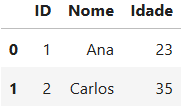 ID Nome Idade
0 1 Ana 23
1 2 Carlos 35